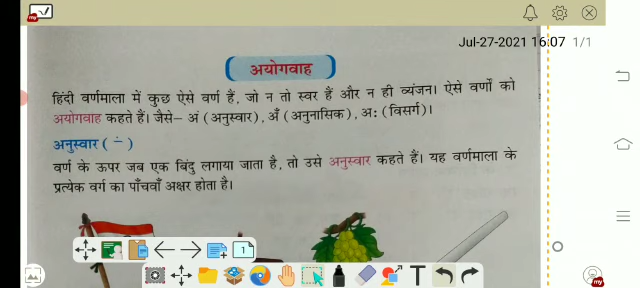 Jul-27-2021 16:07 1/1
अयोगवाह
हिंदी वर्णमाला में कुछ ऐसे वर्ण हैं, जो न तो स्वर हैं और न ही व्यंजन। ऐसे वर्णों को
अयोगवाह कहते हैं। जैसे– अं (अनुस्वार), अँ (अनुनासिक), अः (विसर्ग)।
अनुस्वार ( ∸ )
वर्ण के ऊपर जब एक बिंदु लगाया जाता है, तो उसे अनुस्वार कहते हैं। यह वर्णमाला के
प्रत्येक वर्ग का पाँचवाँ अक्षर होता है।
1
T